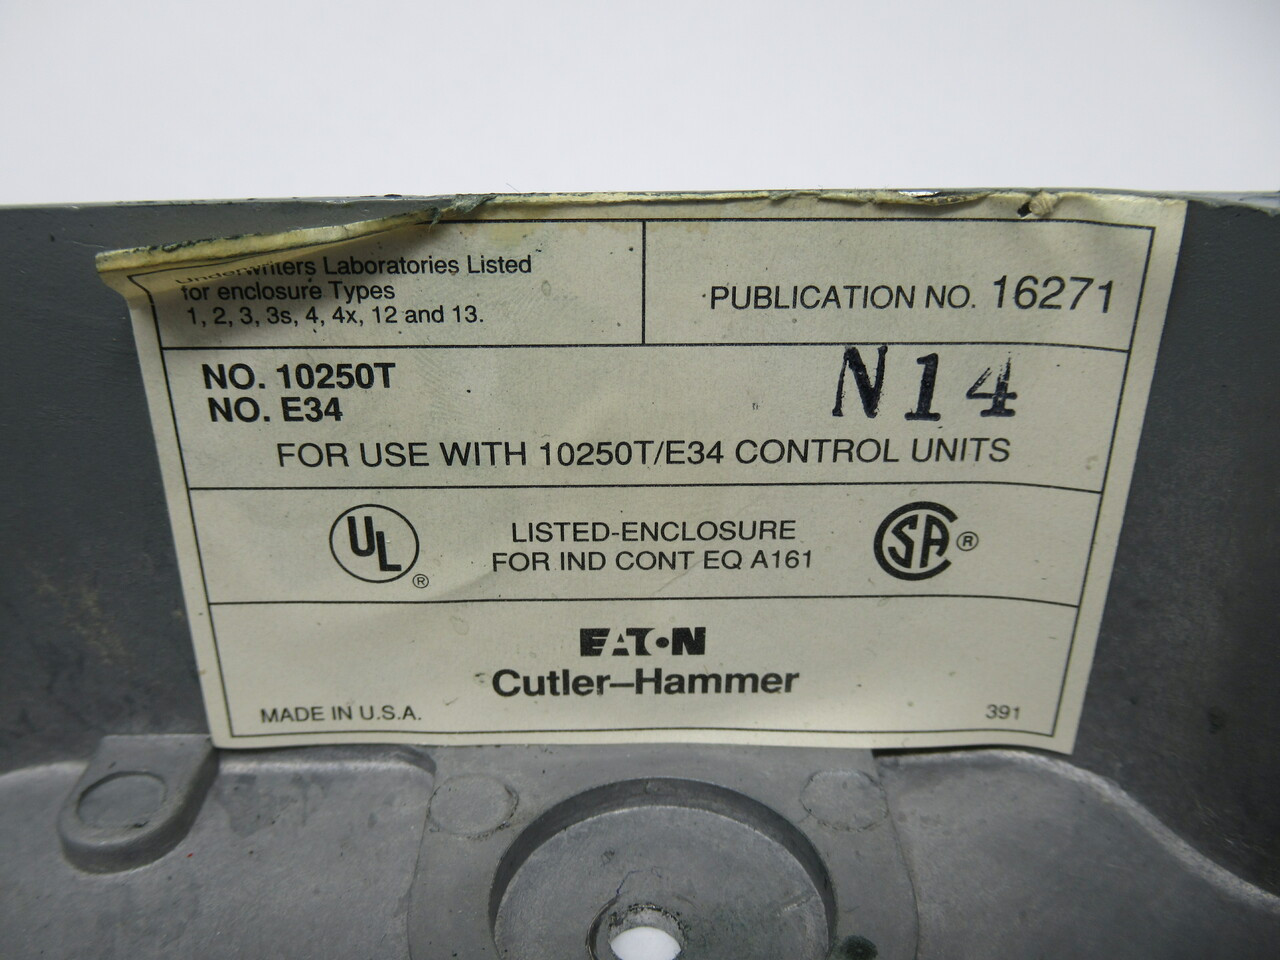 Underwriters Laboratories Listed
for enclosure Types
1, 2, 3, 3s, 4, 4x, 12 and 13.
PUBLICATION NO. 16271
NO. 10250T
NO. E34
N14
FOR USE WITH 10250T/E34 CONTROL UNITS
UL ®
LISTED-ENCLOSURE
FOR IND CONT EQ A161
SA ®
EATON
Cutler–Hammer
MADE IN U.S.A.
391